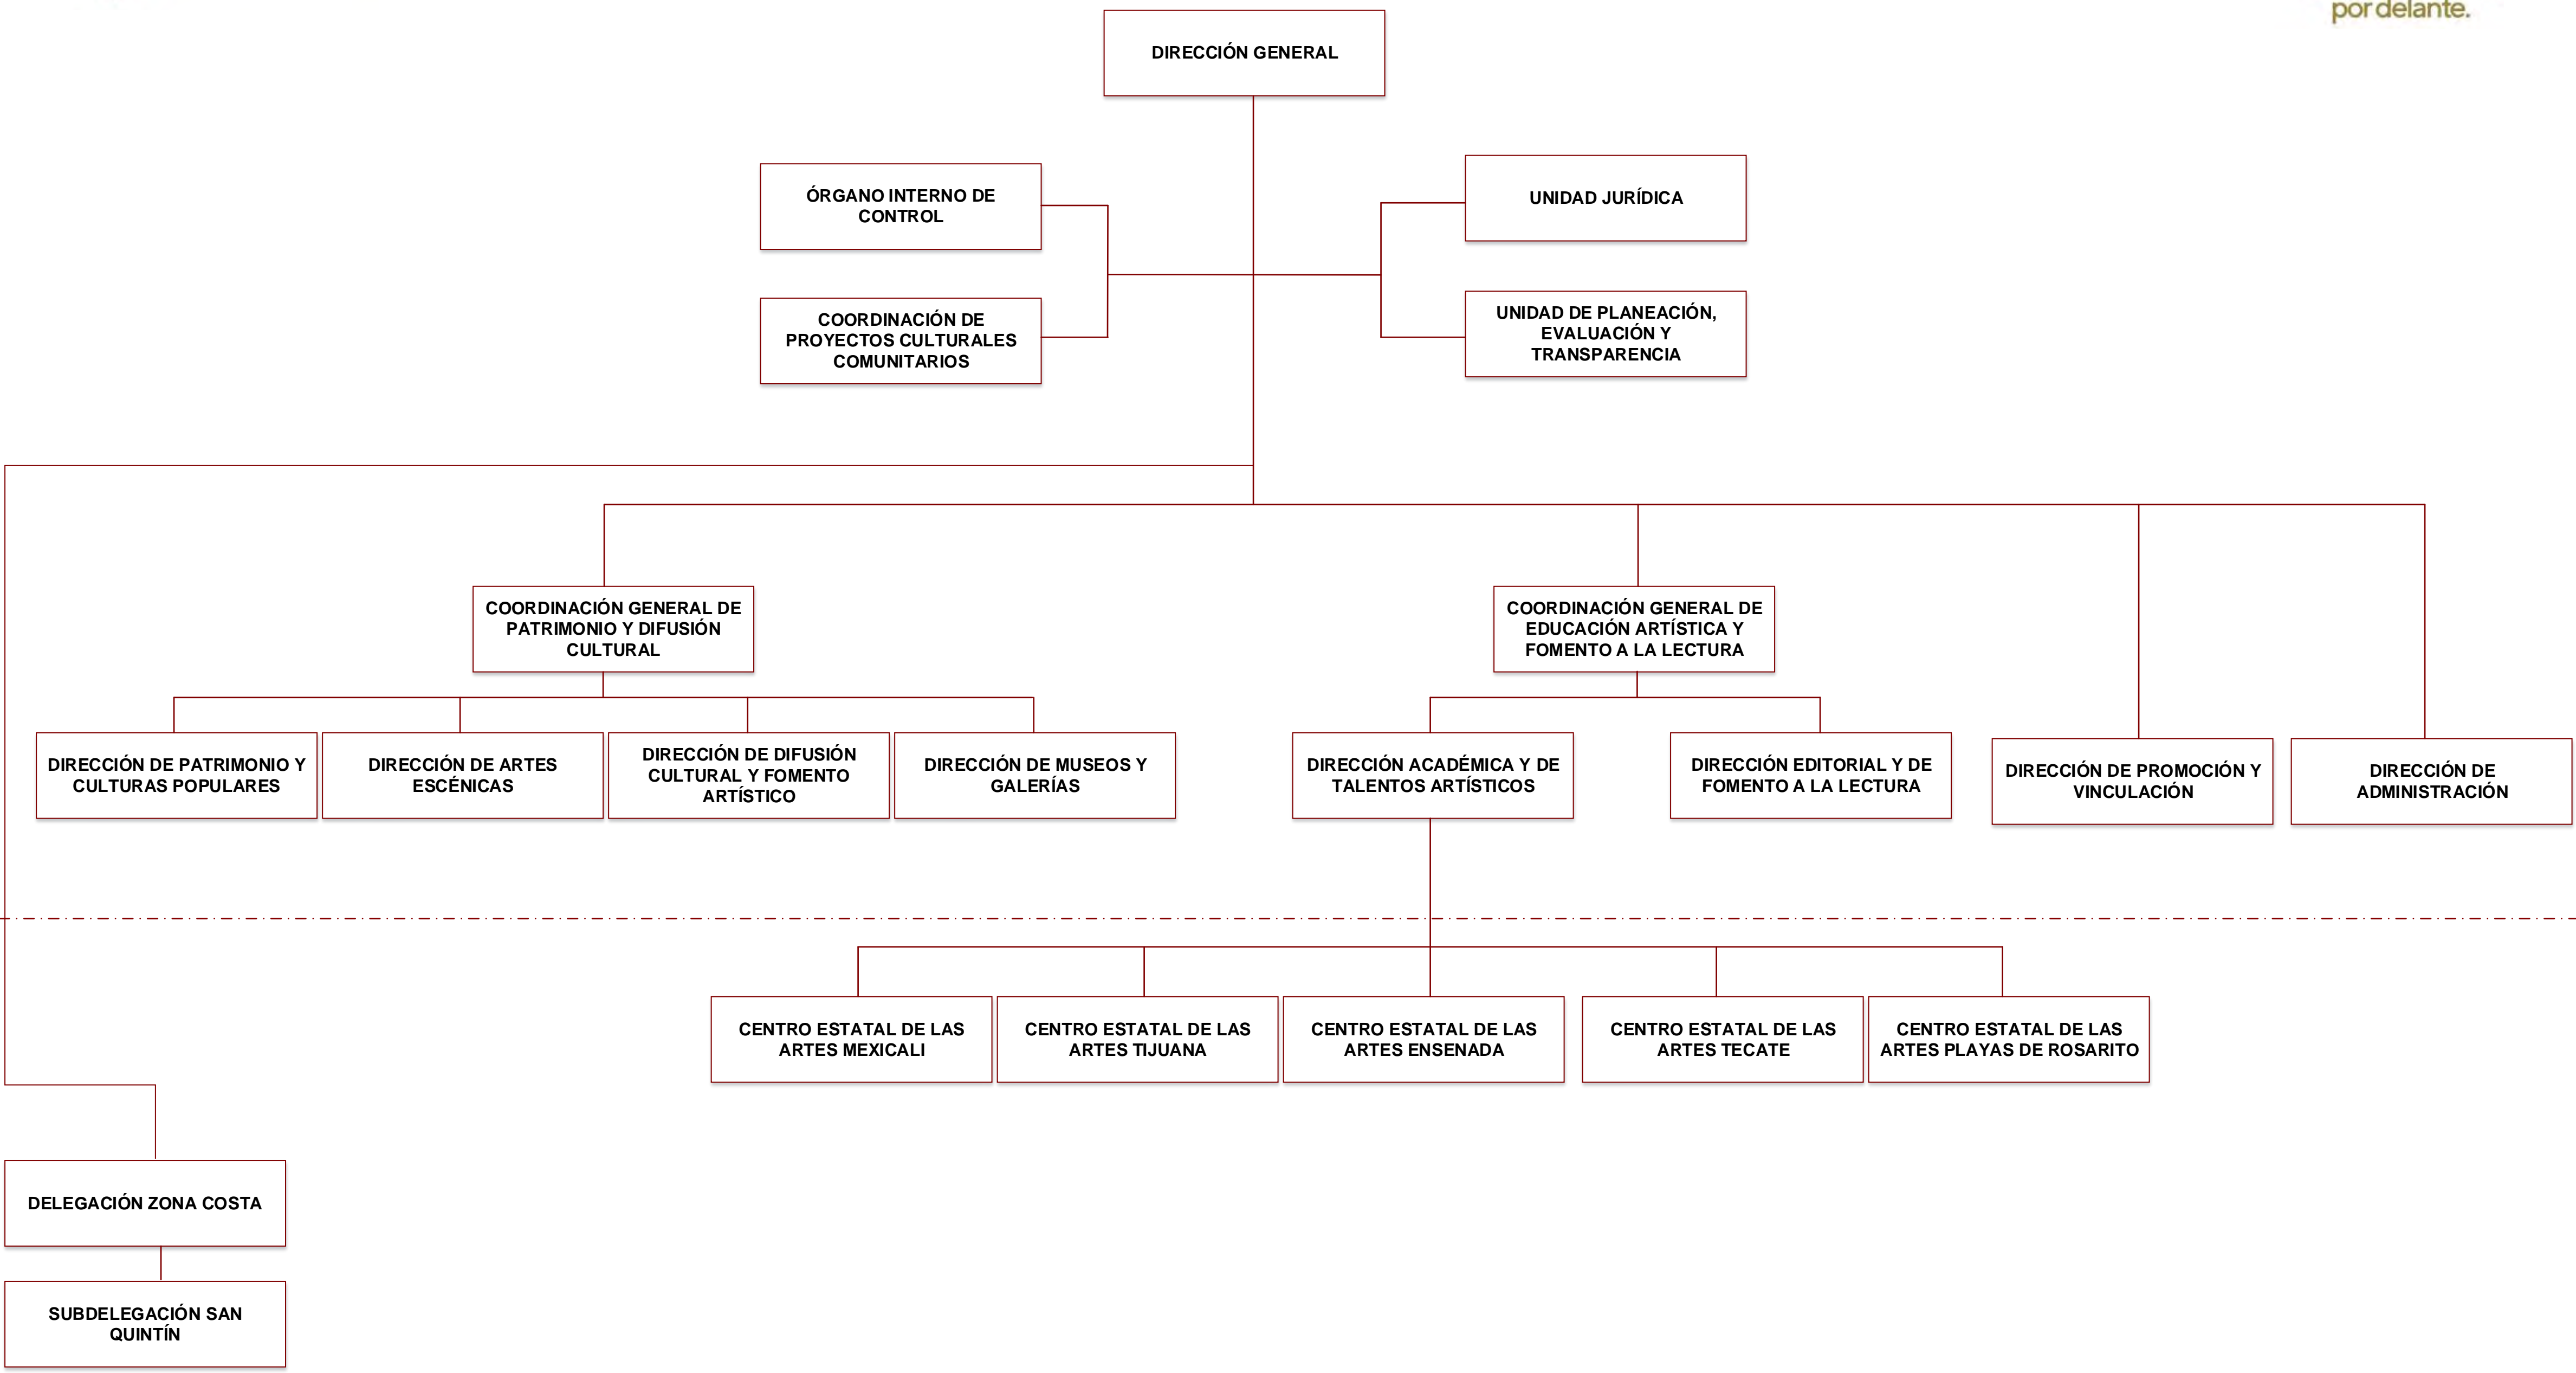 por delante.
DIRECCIÓN GENERAL
ÓRGANO INTERNO DE
CONTROL
UNIDAD JURÍDICA
COORDINACIÓN DE
PROYECTOS CULTURALES
COMUNITARIOS
UNIDAD DE PLANEACIÓN,
EVALUACIÓN Y
TRANSPARENCIA
COORDINACIÓN GENERAL DE
PATRIMONIO Y DIFUSIÓN
CULTURAL
COORDINACIÓN GENERAL DE
EDUCACIÓN ARTÍSTICA Y
FOMENTO A LA LECTURA
DIRECCIÓN DE PATRIMONIO Y
CULTURAS POPULARES
DIRECCIÓN DE ARTES
ESCÉNICAS
DIRECCIÓN DE DIFUSIÓN
CULTURAL Y FOMENTO
ARTÍSTICO
DIRECCIÓN DE MUSEOS Y
GALERÍAS
DIRECCIÓN ACADÉMICA Y DE
TALENTOS ARTÍSTICOS
DIRECCIÓN EDITORIAL Y DE
FOMENTO A LA LECTURA
DIRECCIÓN DE PROMOCIÓN Y
VINCULACIÓN
DIRECCIÓN DE
ADMINISTRACIÓN
CENTRO ESTATAL DE LAS
ARTES MEXICALI
CENTRO ESTATAL DE LAS
ARTES TIJUANA
CENTRO ESTATAL DE LAS
ARTES ENSENADA
CENTRO ESTATAL DE LAS
ARTES TECATE
CENTRO ESTATAL DE LAS
ARTES PLAYAS DE ROSARITO
DELEGACIÓN ZONA COSTA
SUBDELEGACIÓN SAN
QUINTÍN